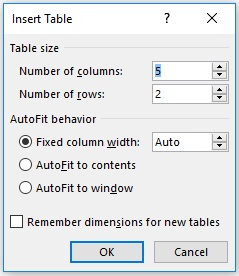 Insert Table ? ×
Table size
Number of columns: 5
Number of rows: 2
AutoFit behavior
Fixed column width: Auto
AutoFit to contents
AutoFit to window
Remember dimensions for new tables
OK Cancel